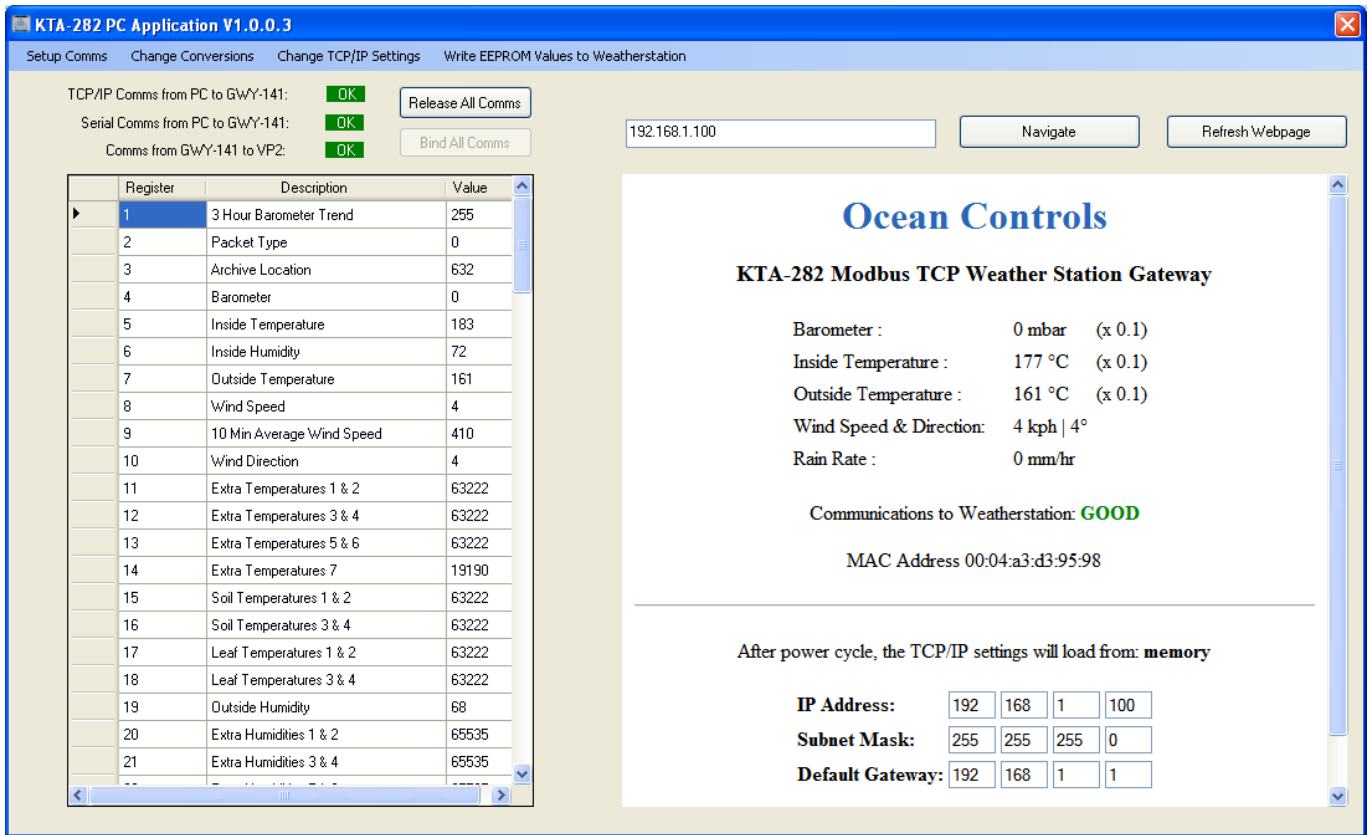 KTA-282 PC Application V1.0.0.3
Setup Comms Change Conversions Change TCP/IP Settings Write EEPROM Values to Weatherstation
TCP/IP Comms from PC to GWY-141: OK
Serial Comms from PC to GWY-141: OK
Comms from GWY-141 to VP2: OK
Release All Comms
Bind All Comms
192.168.1.100 Navigate Refresh Webpage
Register Description Value
1 3 Hour Barometer Trend 255
2 Packet Type 0
3 Archive Location 632
4 Barometer 0
5 Inside Temperature 183
6 Inside Humidity 72
7 Outside Temperature 161
8 Wind Speed 4
9 10 Min Average Wind Speed 410
10 Wind Direction 4
11 Extra Temperatures 1 & 2 63222
12 Extra Temperatures 3 & 4 63222
13 Extra Temperatures 5 & 6 63222
14 Extra Temperatures 7 19190
15 Soil Temperatures 1 & 2 63222
16 Soil Temperatures 3 & 4 63222
17 Leaf Temperatures 1 & 2 63222
18 Leaf Temperatures 3 & 4 63222
19 Outside Humidity 68
20 Extra Humidities 1 & 2 65535
21 Extra Humidities 3 & 4 65535
Ocean Controls
KTA-282 Modbus TCP Weather Station Gateway
Barometer : 0 mbar (x 0.1)
Inside Temperature : 177 °C (x 0.1)
Outside Temperature : 161 °C (x 0.1)
Wind Speed & Direction: 4 kph | 4°
Rain Rate : 0 mm/hr
Communications to Weatherstation: GOOD
MAC Address 00:04:a3:d3:95:98
After power cycle, the TCP/IP settings will load from: memory
IP Address: 192 168 1 100
Subnet Mask: 255 255 255 0
Default Gateway: 192 168 1 1